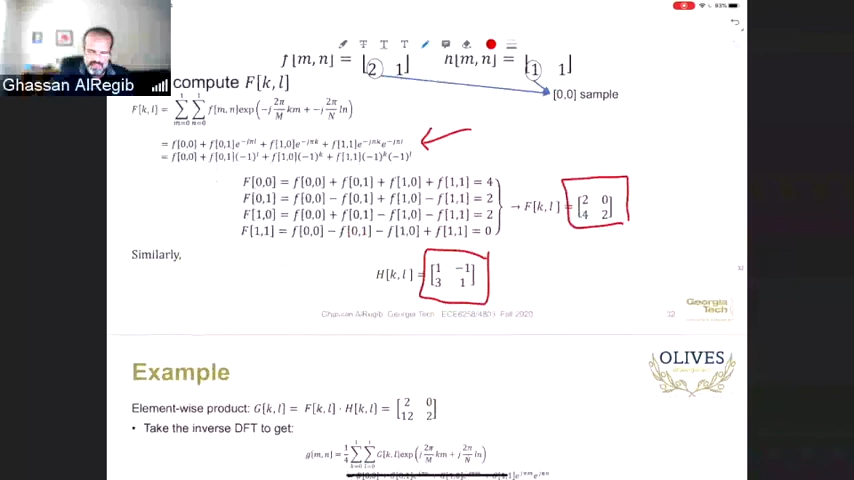 93%
T T T
f[m, n] = [2 1] h[m, n] = [1 1]
Ghassan AlRegib
compute F[k, l]
[0,0] sample
F[k, l] = ∑_{m=0}^{1} ∑_{n=0}^{1} f[m, n]exp(−j 2π/M km + −j 2π/N ln)
= f[0,0] + f[0,1]e^{−jπl} + f[1,0]e^{−jπk} + f[1,1]e^{−jπk}e^{−jπl}
= f[0,0] + f[0,1](−1)^l + f[1,0](−1)^k + f[1,1](−1)^k(−1)^l
F[0,0] = f[0,0] + f[0,1] + f[1,0] + f[1,1] = 4
F[0,1] = f[0,0] − f[0,1] + f[1,0] − f[1,1] = 2
F[1,0] = f[0,0] + f[0,1] − f[1,0] − f[1,1] = 2
F[1,1] = f[0,0] − f[0,1] − f[1,0] + f[1,1] = 0
→ F[k, l] = [2 0
4 2]
Similarly,
H[k, l] = [1 −1
3 1]
32
Ghassan AlRegib Georgia Tech ECE6258/4803 Fall 2020
Georgia
Tech
32
Example
OLIVES
Element-wise product: G[k, l] = F[k, l] · H[k, l] = [2 0
12 2]
• Take the inverse DFT to get:
g[m, n] = 1/4 ∑_{k=0}^{1} ∑_{l=0}^{1} G[k, l]exp(j 2π/M km + j 2π/N ln)